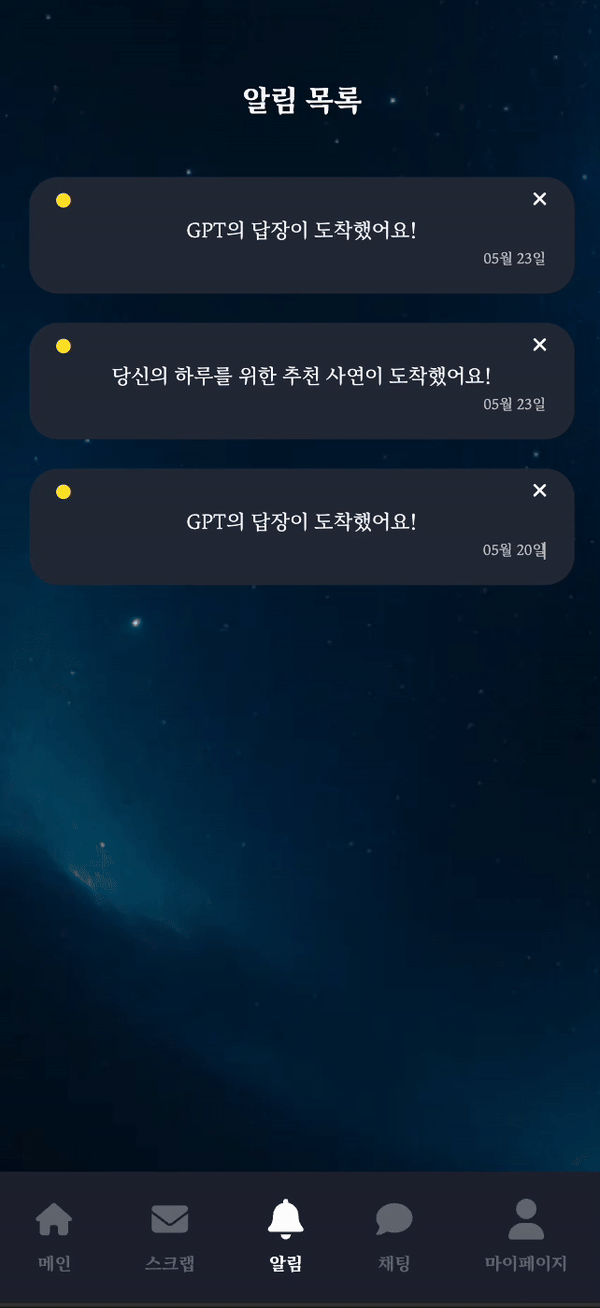 알림 목록
GPT의 답장이 도착했어요!
05월 23일
당신의 하루를 위한 추천 사연이 도착했어요!
05월 23일
GPT의 답장이 도착했어요!
05월 20일
메인
스크랩
알림
채팅
마이페이지